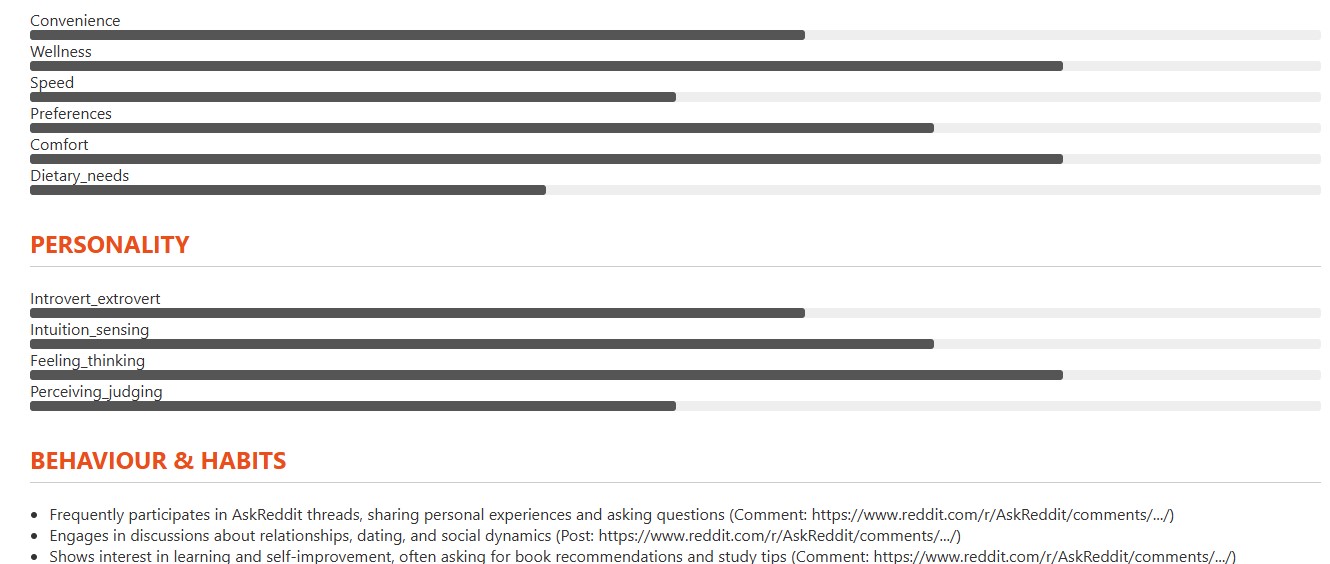 Convenience
Wellness
Speed
Preferences
Comfort
Dietary_needs
PERSONALITY
Introvert_extrovert
Intuition_sensing
Feeling_thinking
Perceiving_judging
BEHAVIOUR & HABITS
• Frequently participates in AskReddit threads, sharing personal experiences and asking questions (Comment: https://www.reddit.com/r/AskReddit/comments/.../)
• Engages in discussions about relationships, dating, and social dynamics (Post: https://www.reddit.com/r/AskReddit/comments/.../)
• Shows interest in learning and self-improvement, often asking for book recommendations and study tips (Comment: https://www.reddit.com/r/AskReddit/comments/.../)